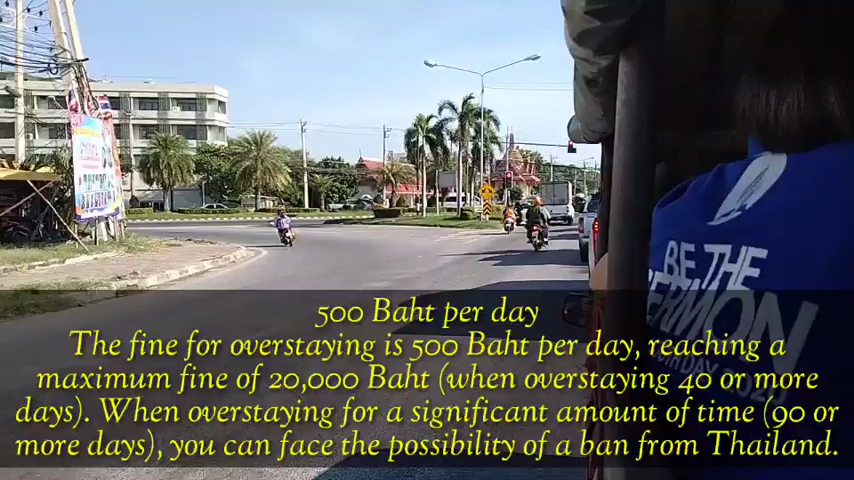 BE THE
SERMON
500 Baht per day
The fine for overstaying is 500 Baht per day, reaching a
maximum fine of 20,000 Baht (when overstaying 40 or more
days). When overstaying for a significant amount of time (90 or
more days), you can face the possibility of a ban from Thailand.